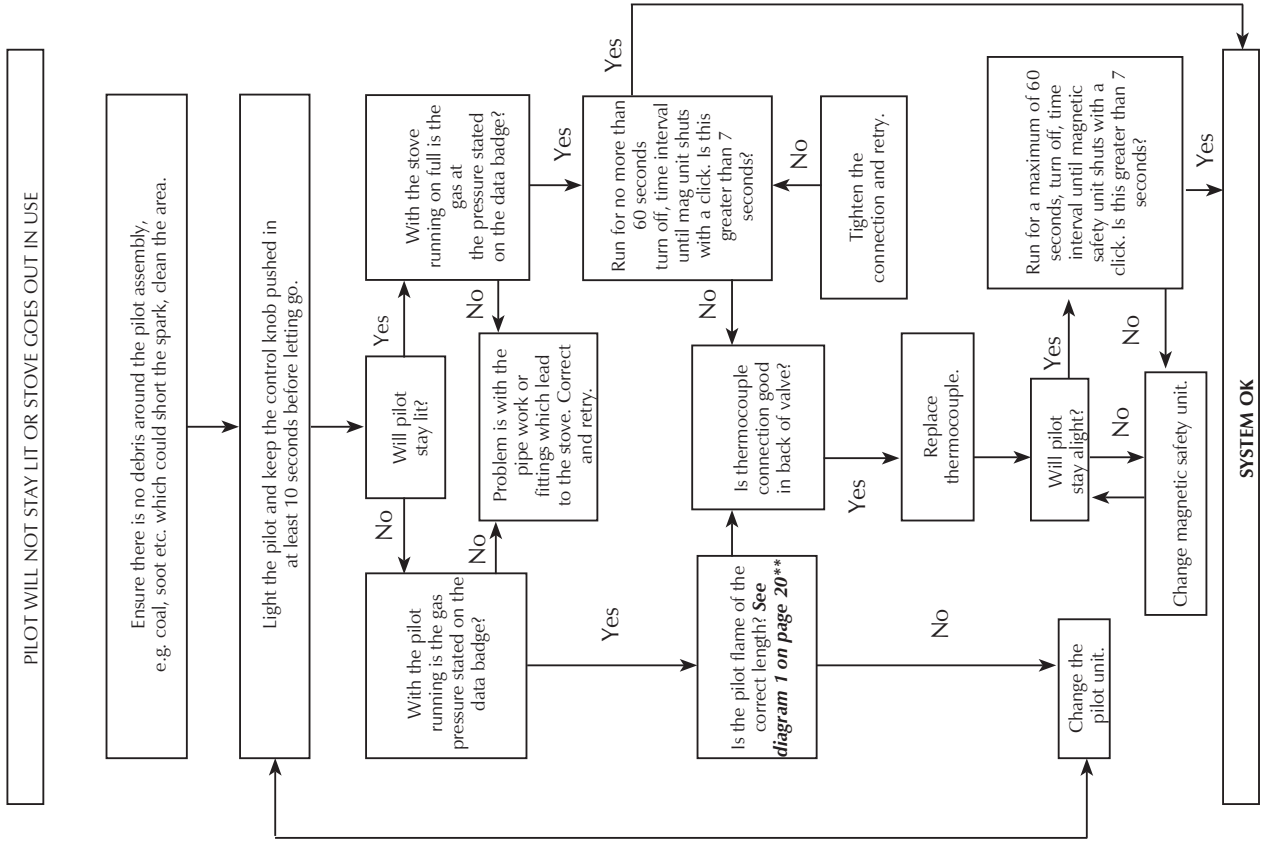 PILOT WILL NOT STAY LIT OR STOVE GOES OUT IN USE
Ensure there is no debris around the pilot assembly,
e.g. coal, soot etc. which could short the spark, clean the area.
Light the pilot and keep the control knob pushed in
at least 10 seconds before letting go.
Will pilot
stay lit?
No
Yes
With the pilot
running is the gas
pressure stated on the
data badge?
With the stove
running on full is the
gas at
the pressure stated
on the data badge?
No
No
Problem is with the
pipe work or
fittings which lead
to the stove. Correct
and retry.
Yes
Yes
Is the pilot flame of the
correct length? See
diagram 1 on page 20**
Is thermocouple
connection good
in back of valve?
No
Run for no more than
60 seconds
turn off, time interval
until mag unit shuts
with a click. Is this
greater than 7
seconds?
Yes
No
Tighten the
connection and retry.
Yes
Replace
thermocouple.
No
Change the
pilot unit.
Will pilot
stay alight?
Yes
Run for a maximum of 60
seconds, turn off, time
interval until magnetic
safety unit shuts with a
click. Is this greater than 7
seconds?
No
No
Change magnetic safety unit.
Yes
SYSTEM OK